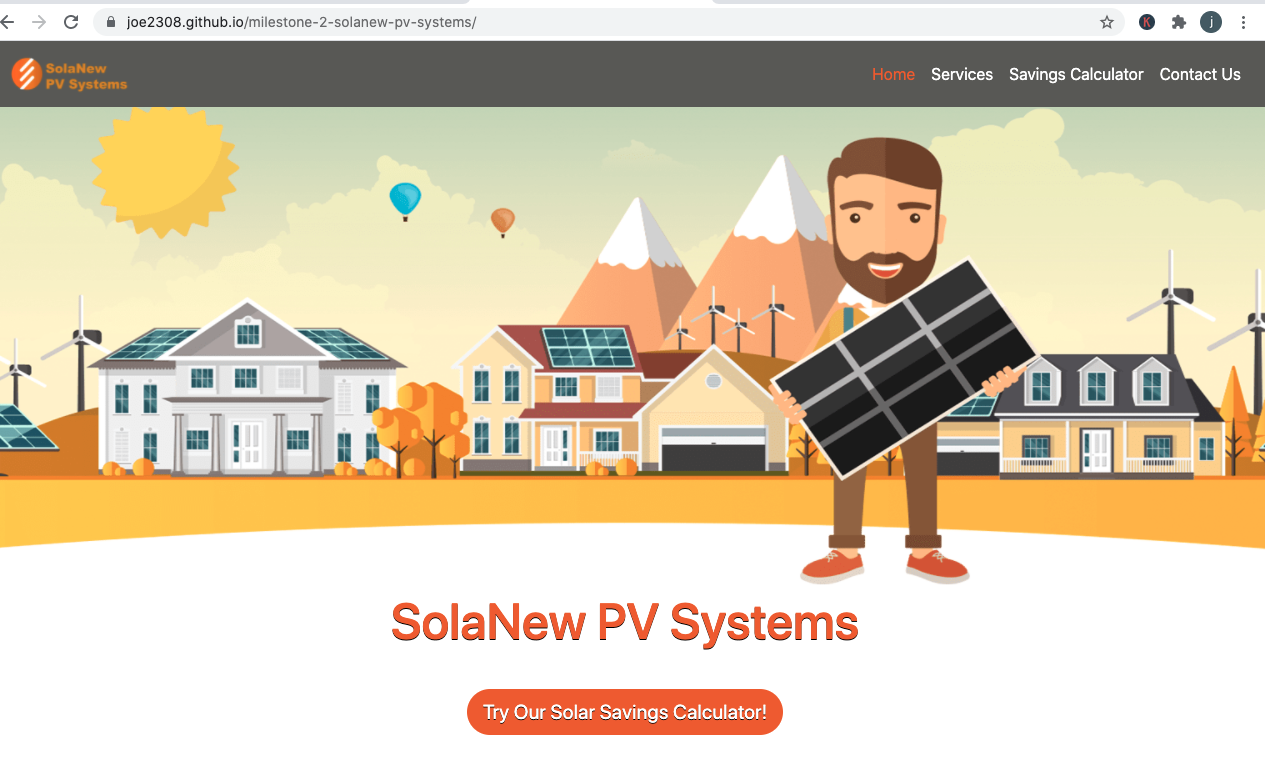 joe2308.github.io/milestone-2-solanew-pv-systems/
K
j
SolaNew
PV Systems
Home Services Savings Calculator Contact Us
SolaNew PV Systems
Try Our Solar Savings Calculator!